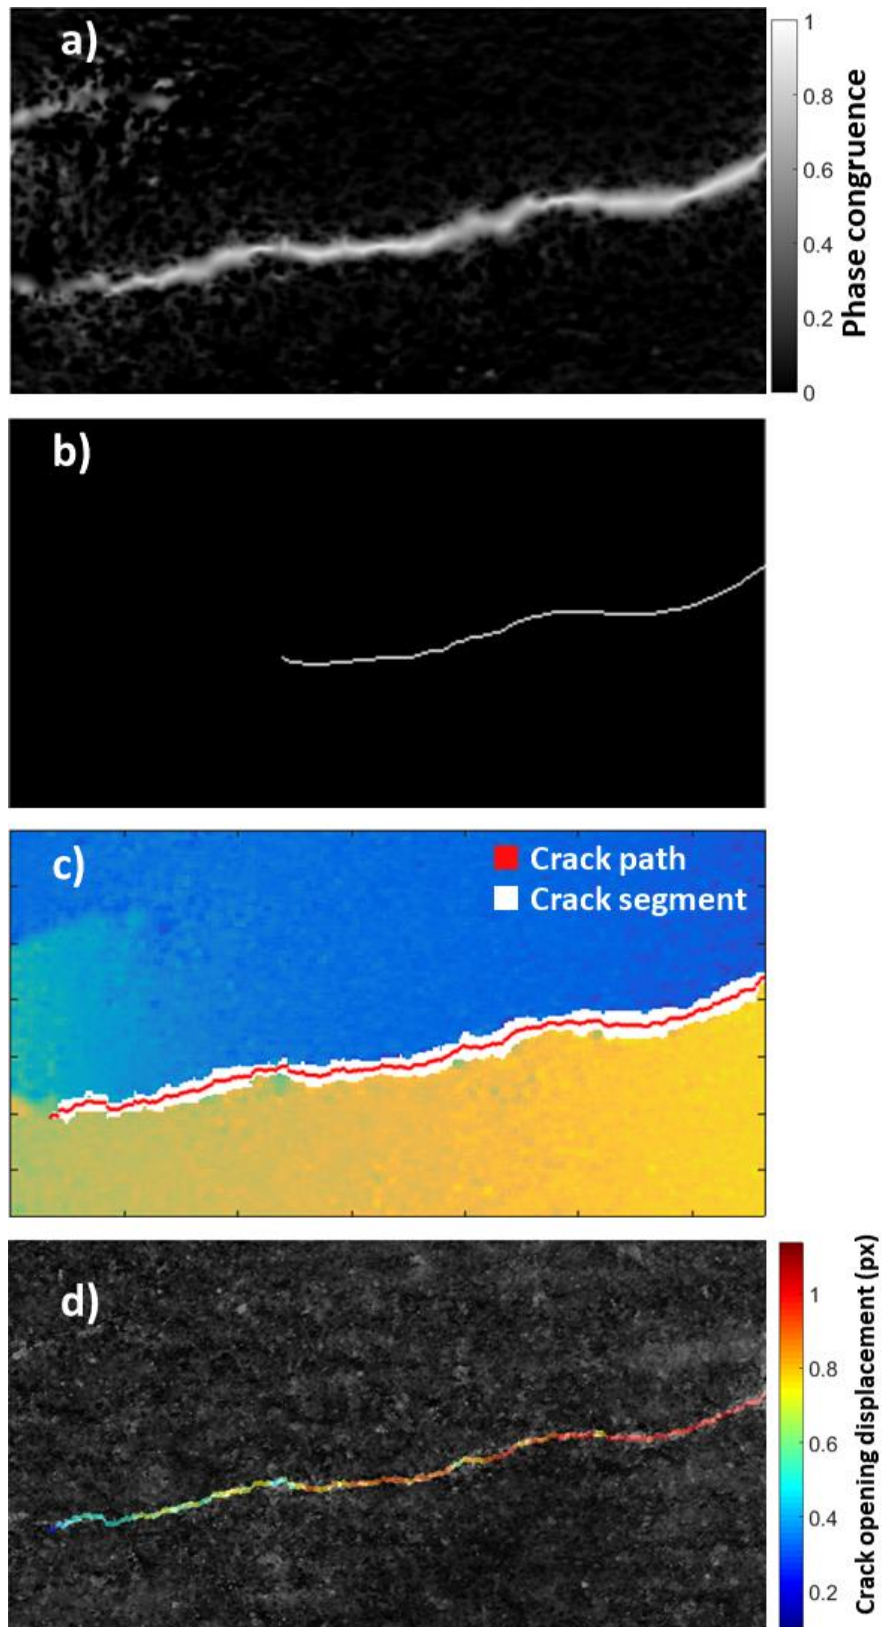 a)
1
0.8
0.6
0.4
0.2
0
Phase congruence
b)
c)
Crack path
Crack segment
d)
1
0.8
0.6
0.4
0.2
Crack opening displacement (px)